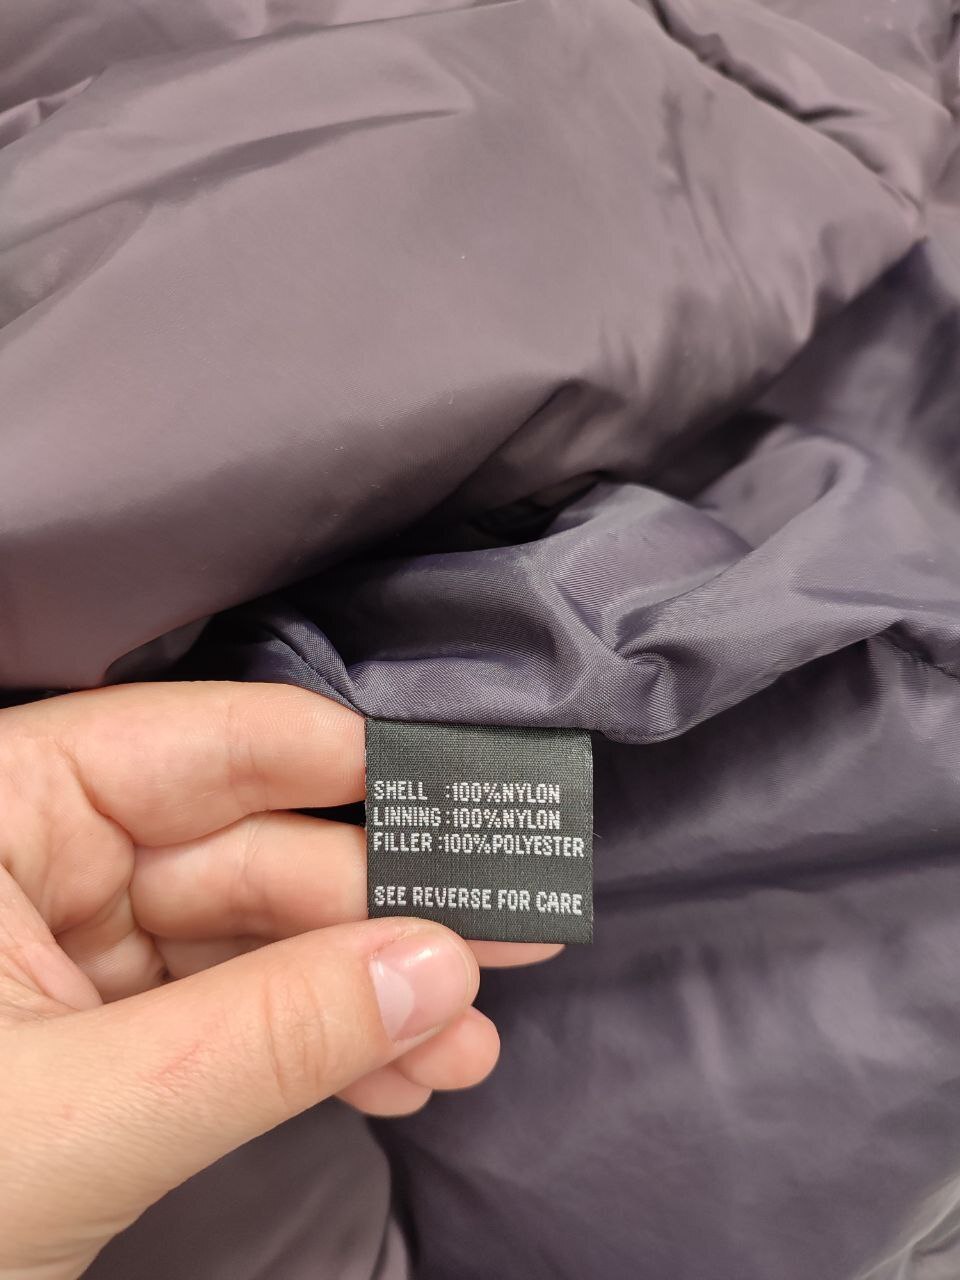 SHELL :100%NYLON
LINNING :100%NYLON
FILLER :100%POLYESTER
SEE REVERSE FOR CARE